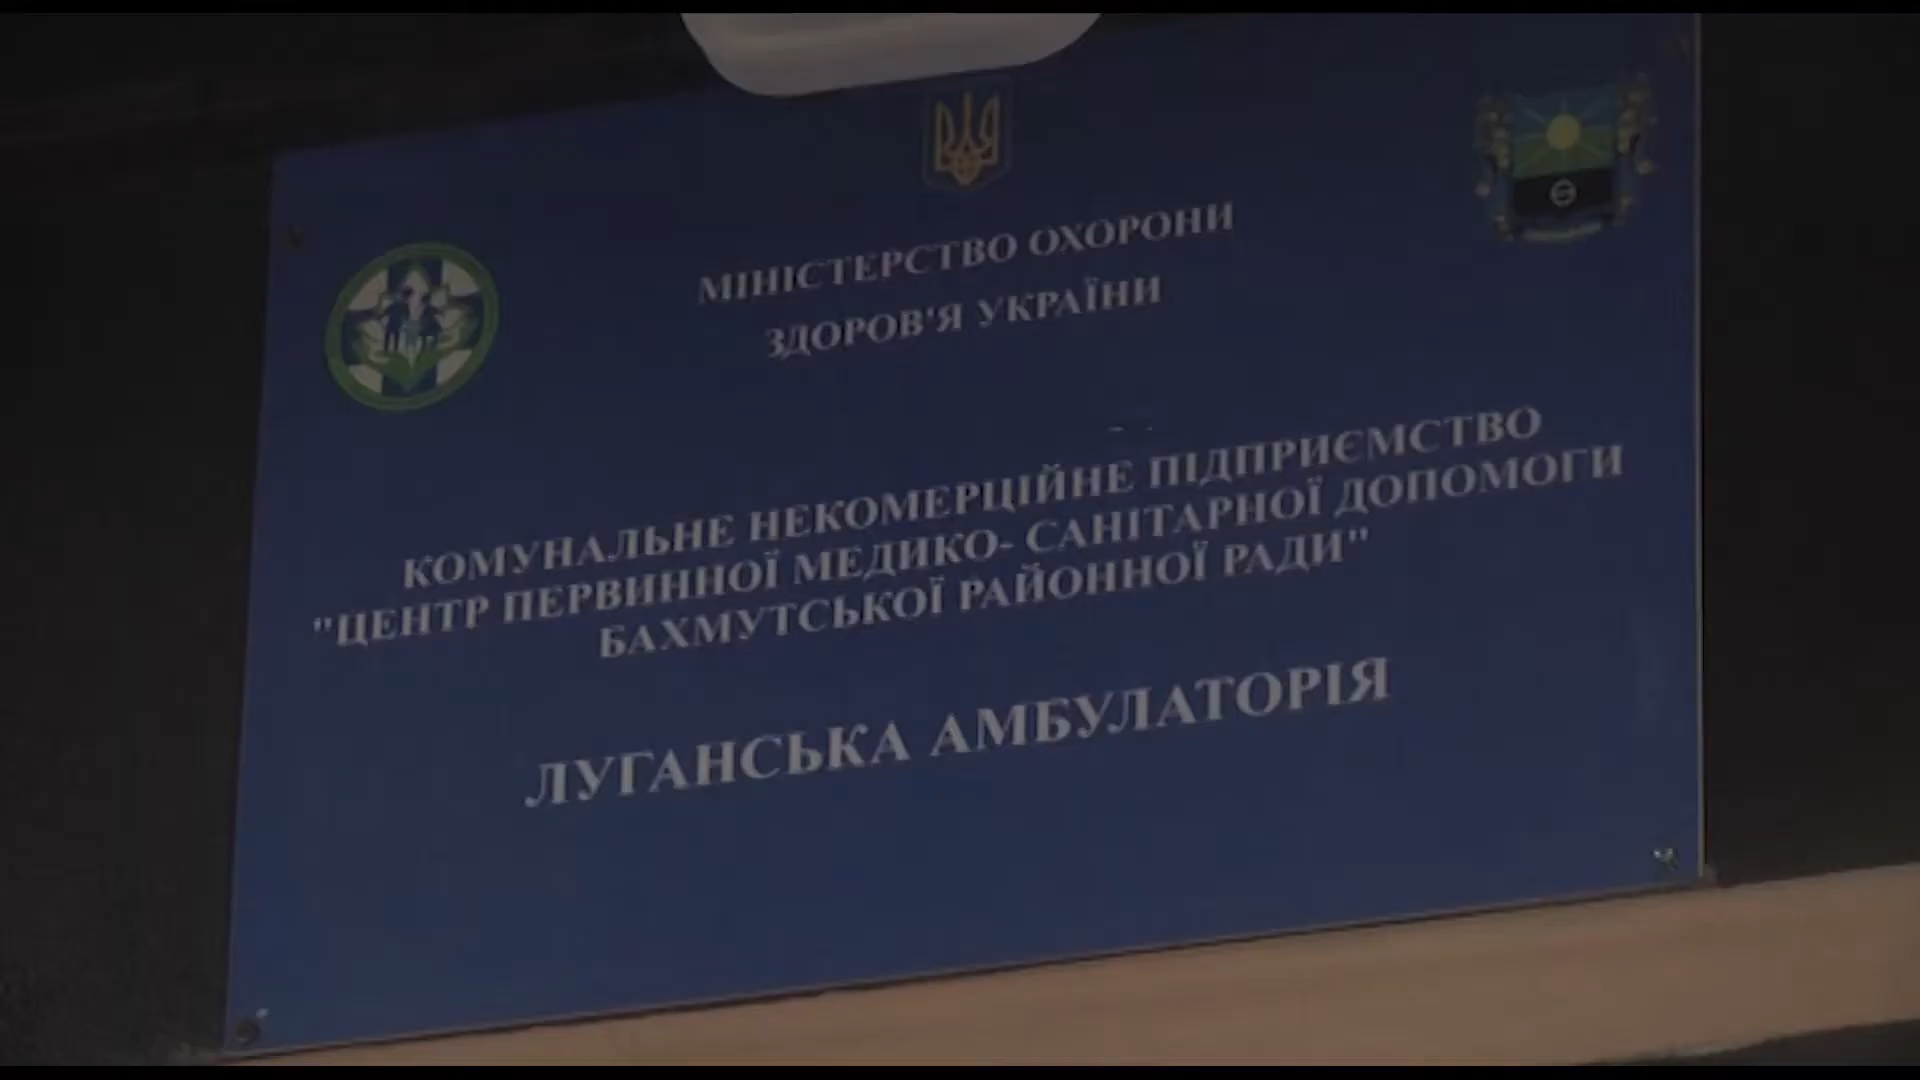 МІНІСТЕРСТВО ОХОРОНИ
ЗДОРОВ'Я УКРАЇНИ
КОМУНАЛЬНЕ НЕКОМЕРЦІЙНЕ ПІДПРИЄМСТВО
"ЦЕНТР ПЕРВИННОЇ МЕДИКО- САНІТАРНОЇ ДОПОМОГИ
БАХМУТСЬКОЇ РАЙОННОЇ РАДИ"
ЛУГАНСЬКА АМБУЛАТОРІЯ